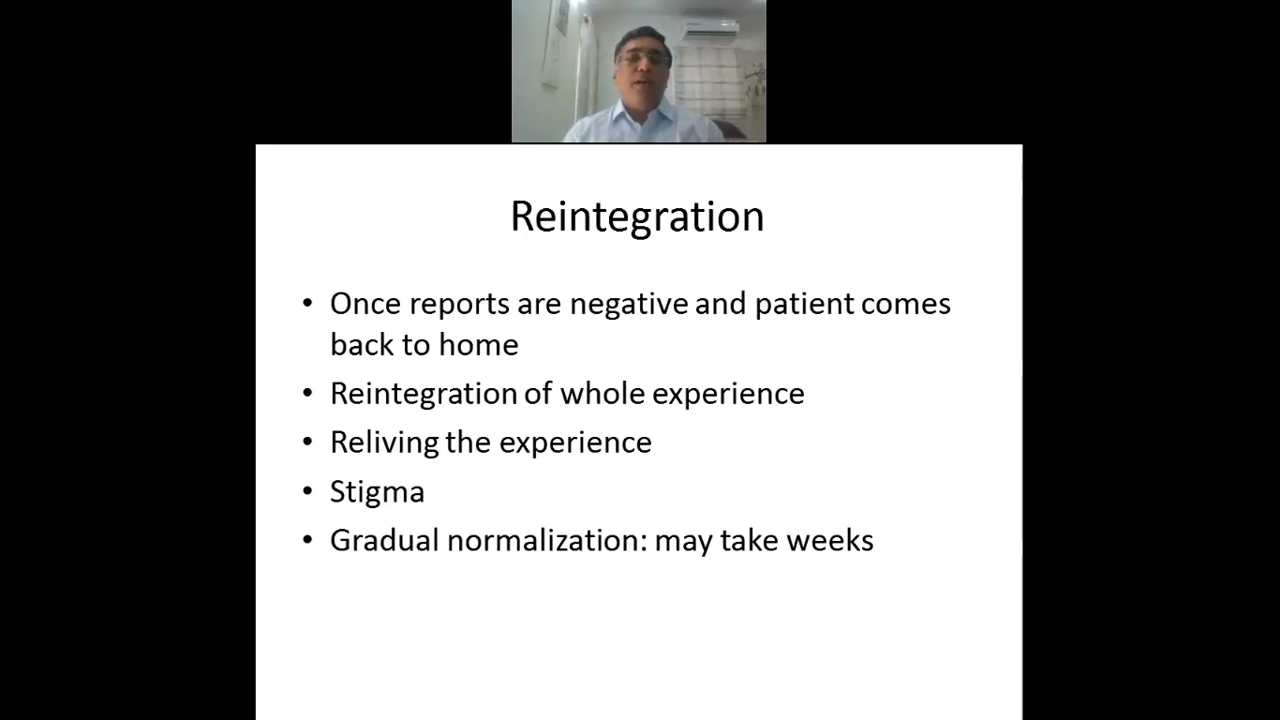 Reintegration
• Once reports are negative and patient comes
back to home
• Reintegration of whole experience
• Reliving the experience
• Stigma
• Gradual normalization: may take weeks